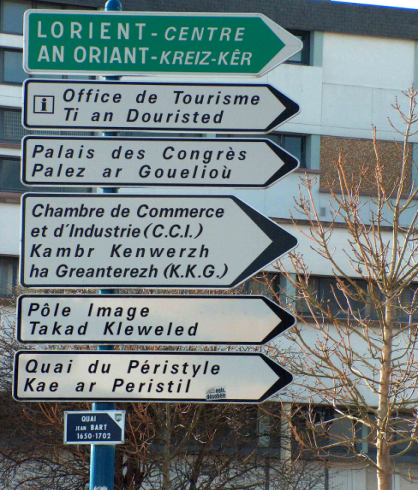 LORIENT-CENTRE
AN ORIANT-KREIZ-KÊR
i Office de Tourisme
Ti an Douristed
Palais des Congrès
Palez ar Gouelioù
Chambre de Commerce
et d'Industrie (C.C.I.)
Kambr Kenwerzh
ha Greanterezh (K.K.G.)
Pôle Image
Takad Kleweled
Quai du Péristyle
Kae ar Peristil
QUAI
JEAN BART
1650-1702